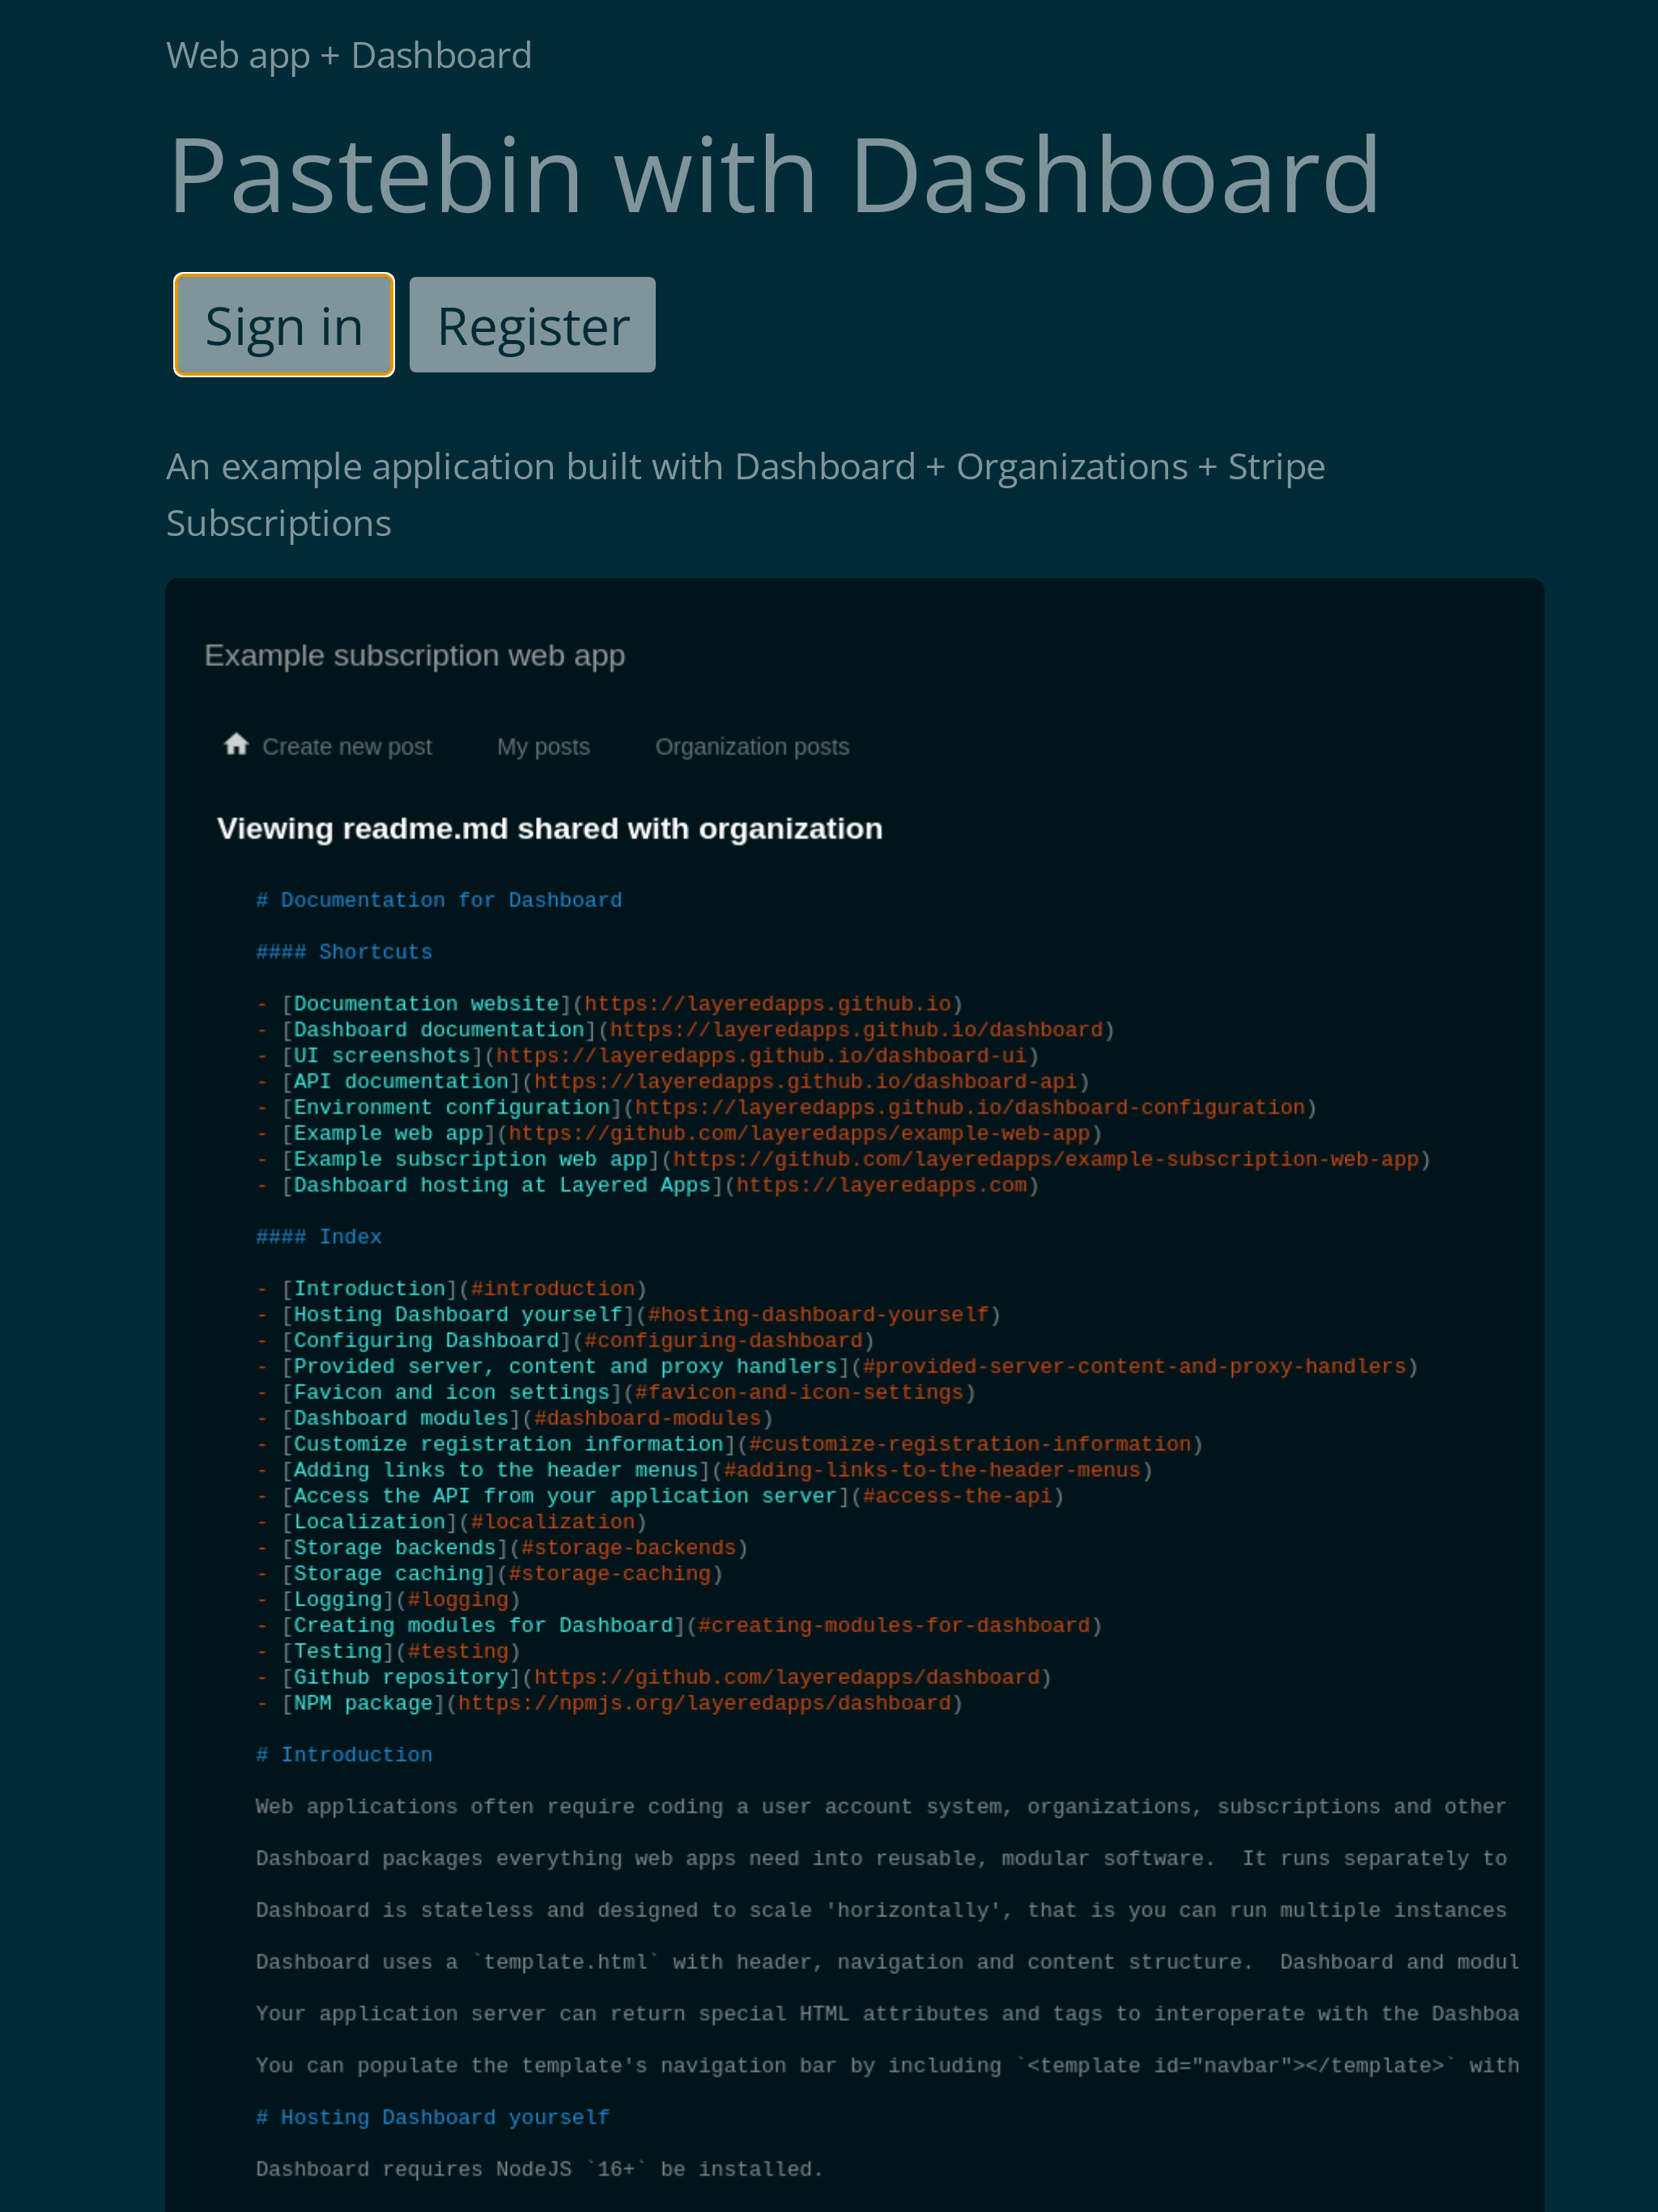 Web app + Dashboard
Pastebin with Dashboard
Sign in
Register
An example application built with Dashboard + Organizations + Stripe
Subscriptions
Example subscription web app
Create new post
My posts
Organization posts
Viewing readme.md shared with organization
# Documentation for Dashboard
#### Shortcuts
- [Documentation website](https://layeredapps.github.io)
- [Dashboard documentation](https://layeredapps.github.io/dashboard)
- [UI screenshots](https://layeredapps.github.io/dashboard-ui)
- [API documentation](https://layeredapps.github.io/dashboard-api)
- [Environment configuration](https://layeredapps.github.io/dashboard-configuration)
- [Example web app](https://github.com/layeredapps/example-web-app)
- [Example subscription web app](https://github.com/layeredapps/example-subscription-web-app)
- [Dashboard hosting at Layered Apps](https://layeredapps.com)
#### Index
- [Introduction](#introduction)
- [Hosting Dashboard yourself](#hosting-dashboard-yourself)
- [Configuring Dashboard](#configuring-dashboard)
- [Provided server, content and proxy handlers](#provided-server-content-and-proxy-handlers)
- [Favicon and icon settings](#favicon-and-icon-settings)
- [Dashboard modules](#dashboard-modules)
- [Customize registration information](#customize-registration-information)
- [Adding links to the header menus](#adding-links-to-the-header-menus)
- [Access the API from your application server](#access-the-api)
- [Localization](#localization)
- [Storage backends](#storage-backends)
- [Storage caching](#storage-caching)
- [Logging](#logging)
- [Creating modules for Dashboard](#creating-modules-for-dashboard)
- [Testing](#testing)
- [Github repository](https://github.com/layeredapps/dashboard)
- [NPM package](https://npmjs.org/layeredapps/dashboard)
# Introduction
Web applications often require coding a user account system, organizations, subscriptions and other
Dashboard packages everything web apps need into reusable, modular software.  It runs separately to
Dashboard is stateless and designed to scale 'horizontally', that is you can run multiple instances
Dashboard uses a `template.html` with header, navigation and content structure.  Dashboard and modul
Your application server can return special HTML attributes and tags to interoperate with the Dashboa
You can populate the template's navigation bar by including `<template id="navbar"></template>` with
# Hosting Dashboard yourself
Dashboard requires NodeJS `16+` be installed.